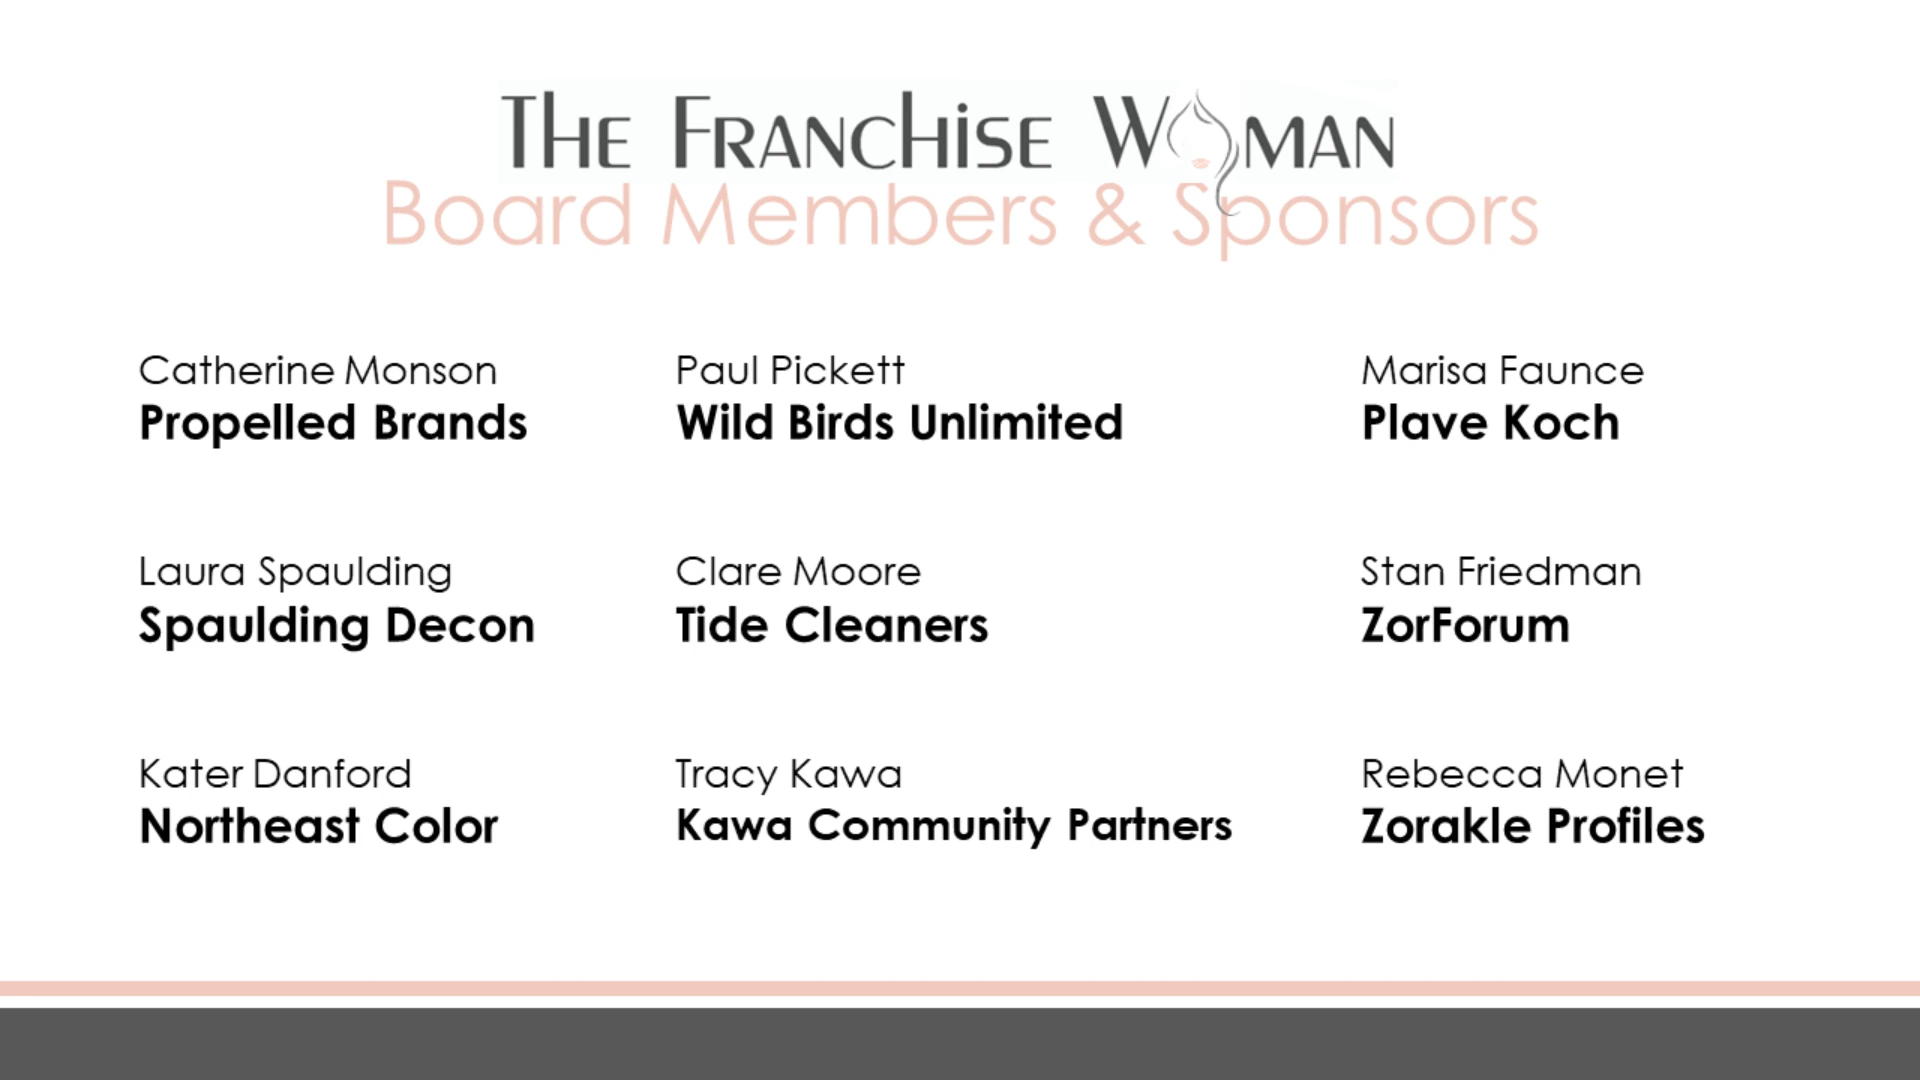 THE FRANCHISE WOMAN
Board Members & Sponsors
Catherine Monson
Propelled Brands
Paul Pickett
Wild Birds Unlimited
Marisa Faunce
Plave Koch
Laura Spaulding
Spaulding Decon
Clare Moore
Tide Cleaners
Stan Friedman
ZorForum
Kater Danford
Northeast Color
Tracy Kawa
Kawa Community Partners
Rebecca Monet
Zorakle Profiles